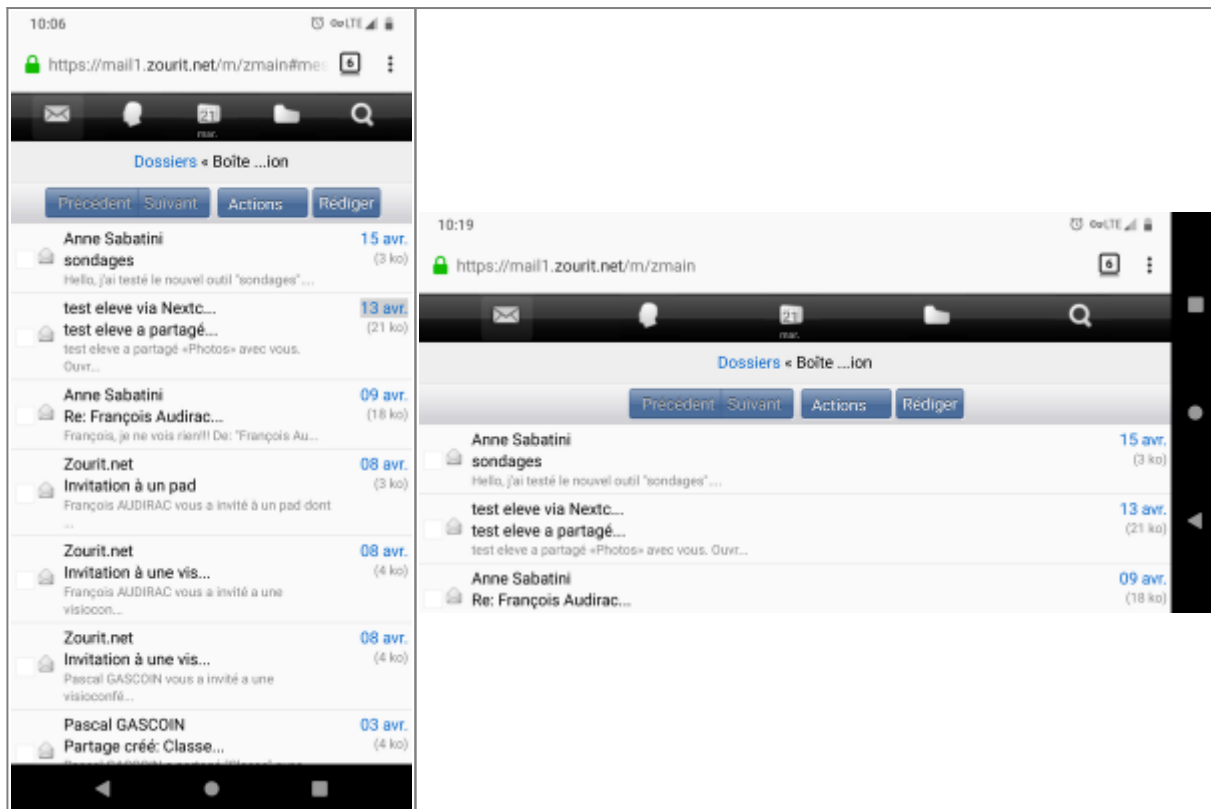 10:06
LTE
https://mail1.zourit.net/m/zmain#mes
6
21
mar.
Dossiers « Boîte ...ion
Précédent Suivant Actions Rédiger
Anne Sabatini 15 avr.
sondages (3 ko)
Hello, j'ai testé le nouvel outil "sondages"....
test eleve via Nextc... 13 avr.
test eleve a partagé... (21 ko)
test eleve a partagé «Photos» avec vous.
Ouvr...
Anne Sabatini 09 avr.
Re: François Audirac... (18 ko)
François, je ne vois rien!!! De: "François Au...
Zourit.net 08 avr.
Invitation à un pad (3 ko)
François AUDIRAC vous a invité à un pad dont
...
Zourit.net 08 avr.
Invitation à une vis... (4 ko)
François AUDIRAC vous a invité a une
visiocon...
Zourit.net 08 avr.
Invitation à une vis... (4 ko)
Pascal GASCOIN vous a invité a une
visioconfé...
Pascal GASCOIN 03 avr.
Partage créé: Classe... (4 ko)
10:19
LTE
https://mail1.zourit.net/m/zmain
6
21
mar.
Dossiers « Boîte ...ion
Précédent Suivant Actions Rédiger
Anne Sabatini 15 avr.
sondages (3 ko)
Hello, j'ai testé le nouvel outil "sondages"....
test eleve via Nextc... 13 avr.
test eleve a partagé... (21 ko)
test eleve a partagé «Photos» avec vous. Ouvr...
Anne Sabatini 09 avr.
Re: François Audirac... (18 ko)